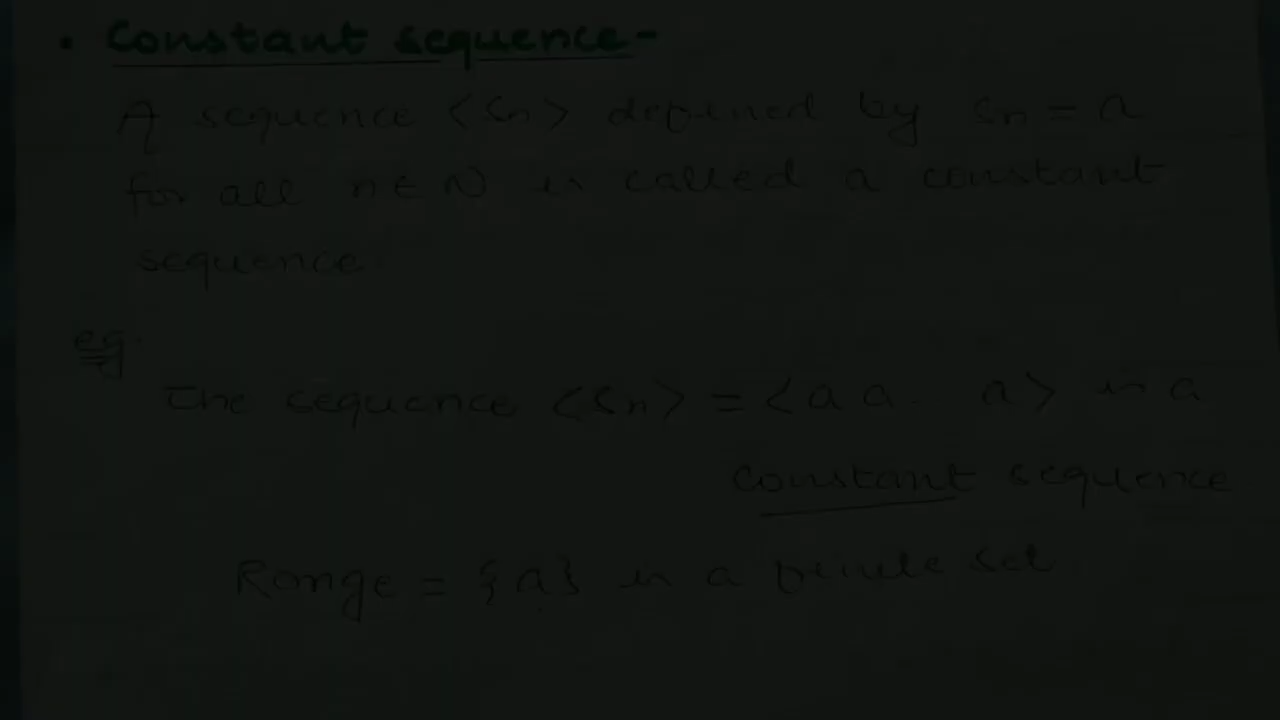 • Constant sequence-
A sequence <Sn> defined by Sn = a
for all n ∈ N is called a constant
sequence.
eg.
The sequence <Sn> = <a a . a> is a
constant sequence
Range = {a} is a finite set